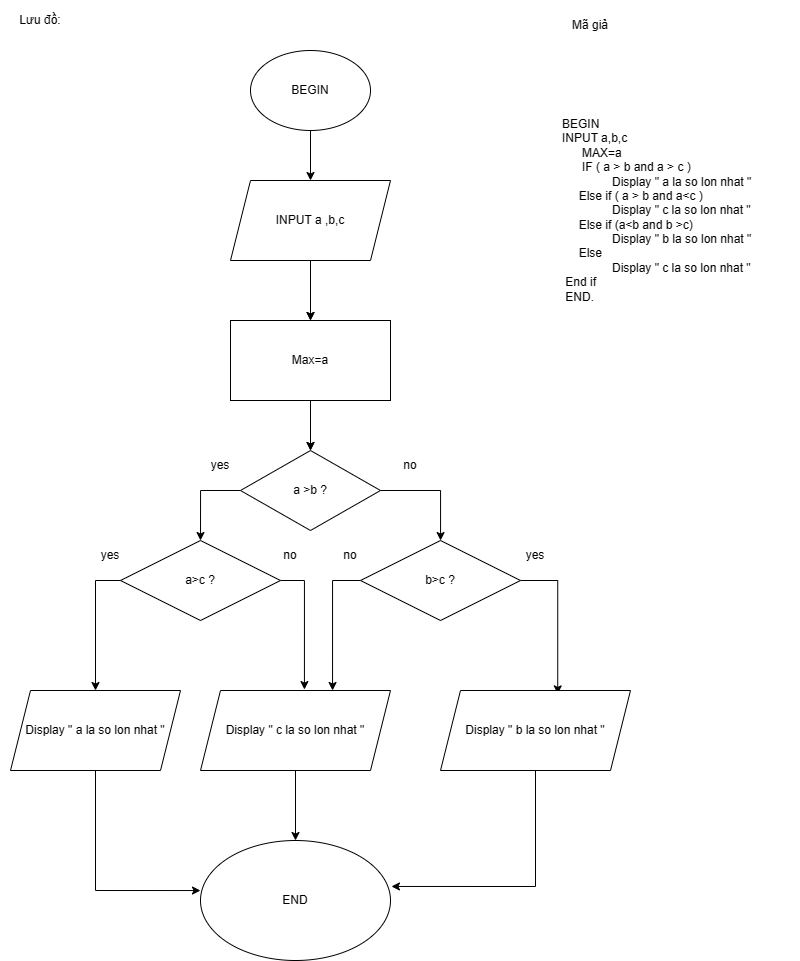 Lưu đồ:
Mã giả
BEGIN
INPUT a ,b,c
Max=a
yes
no
a >b ?
yes
no
no
yes
a>c ?
b>c ?
Display " a la so lon nhat "
Display " c la so lon nhat "
Display " b la so lon nhat "
END
BEGIN
INPUT a,b,c
MAX=a
IF ( a > b and a > c )
Display " a la so lon nhat "
Else if ( a > b and a<c )
Display " c la so lon nhat "
Else if (a<b and b >c)
Display " b la so lon nhat "
Else
Display " c la so lon nhat "
End if
END.